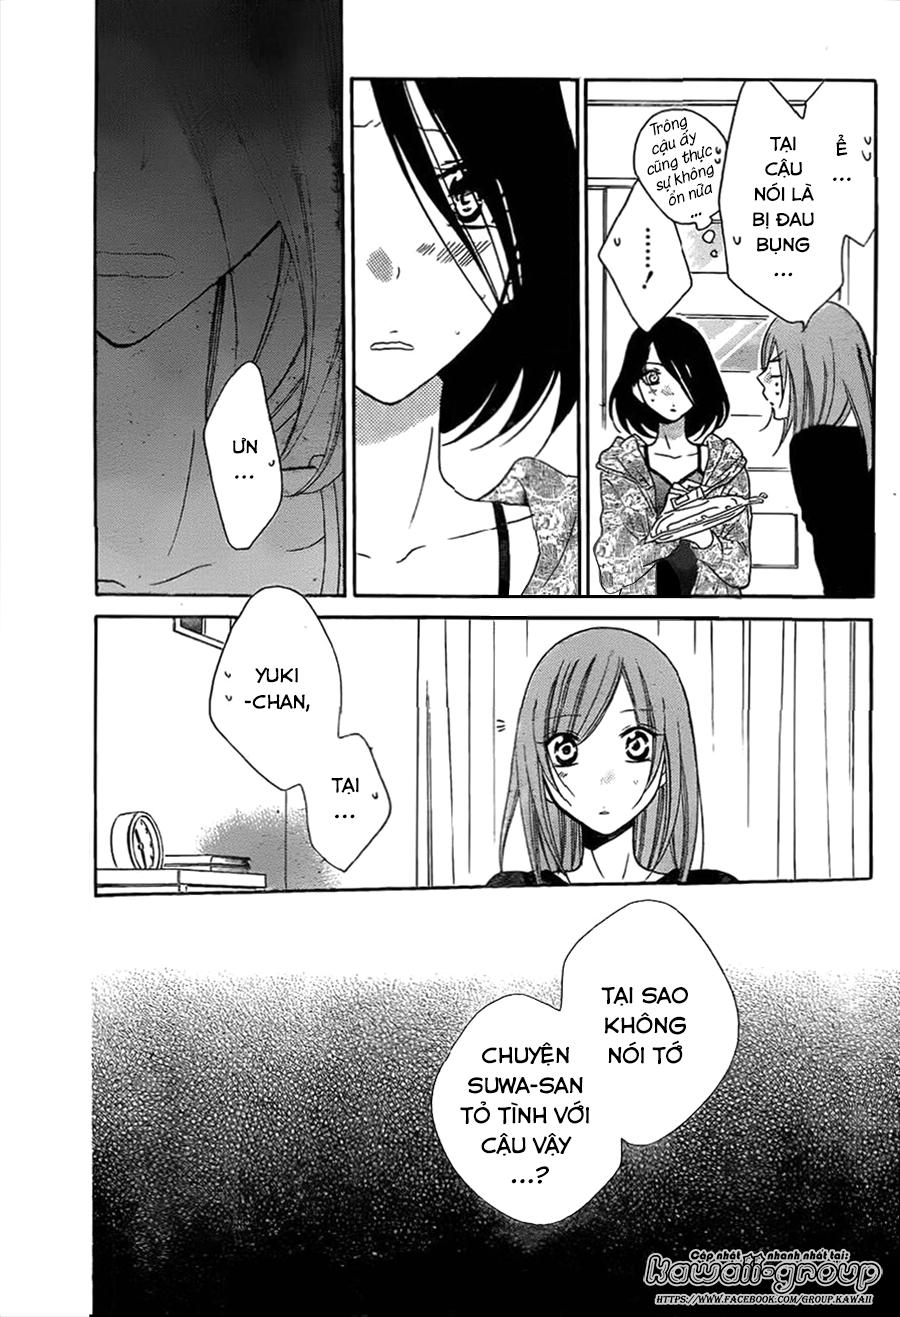 Ể
...
TẠI
CẬU
NÓI LÀ
BỊ ĐAU
BỤNG
...
Trông
cậu ấy
cũng thực
sự không
ổn nữa
...
......!
ƯN
...
YUKI
-CHAN,
TẠI
...
TẠI SAO
KHÔNG
NÓI TỚ
CHUYỆN
SUWA-SAN
TỎ TÌNH VỚI
CẬU VẬY
...?
Cập nhật nhanh nhất tại:
kawaii-group
HTTPS://WWW.FACEBOOK.COM/GROUP.KAWAII